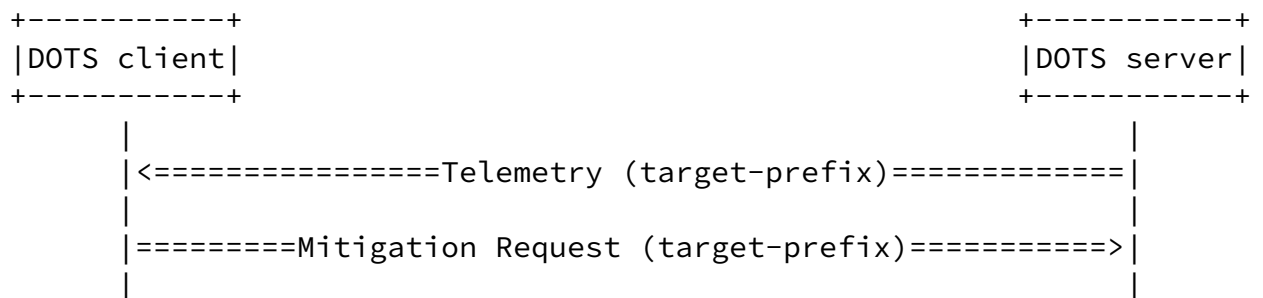 +-----------+                                         +-----------+
|DOTS client|                                         |DOTS server|
+-----------+                                         +-----------+
      |                                                     |
      |<================Telemetry (target-prefix)=============|
      |                                                     |
      |=========Mitigation Request (target-prefix)===========>|
      |                                                     |